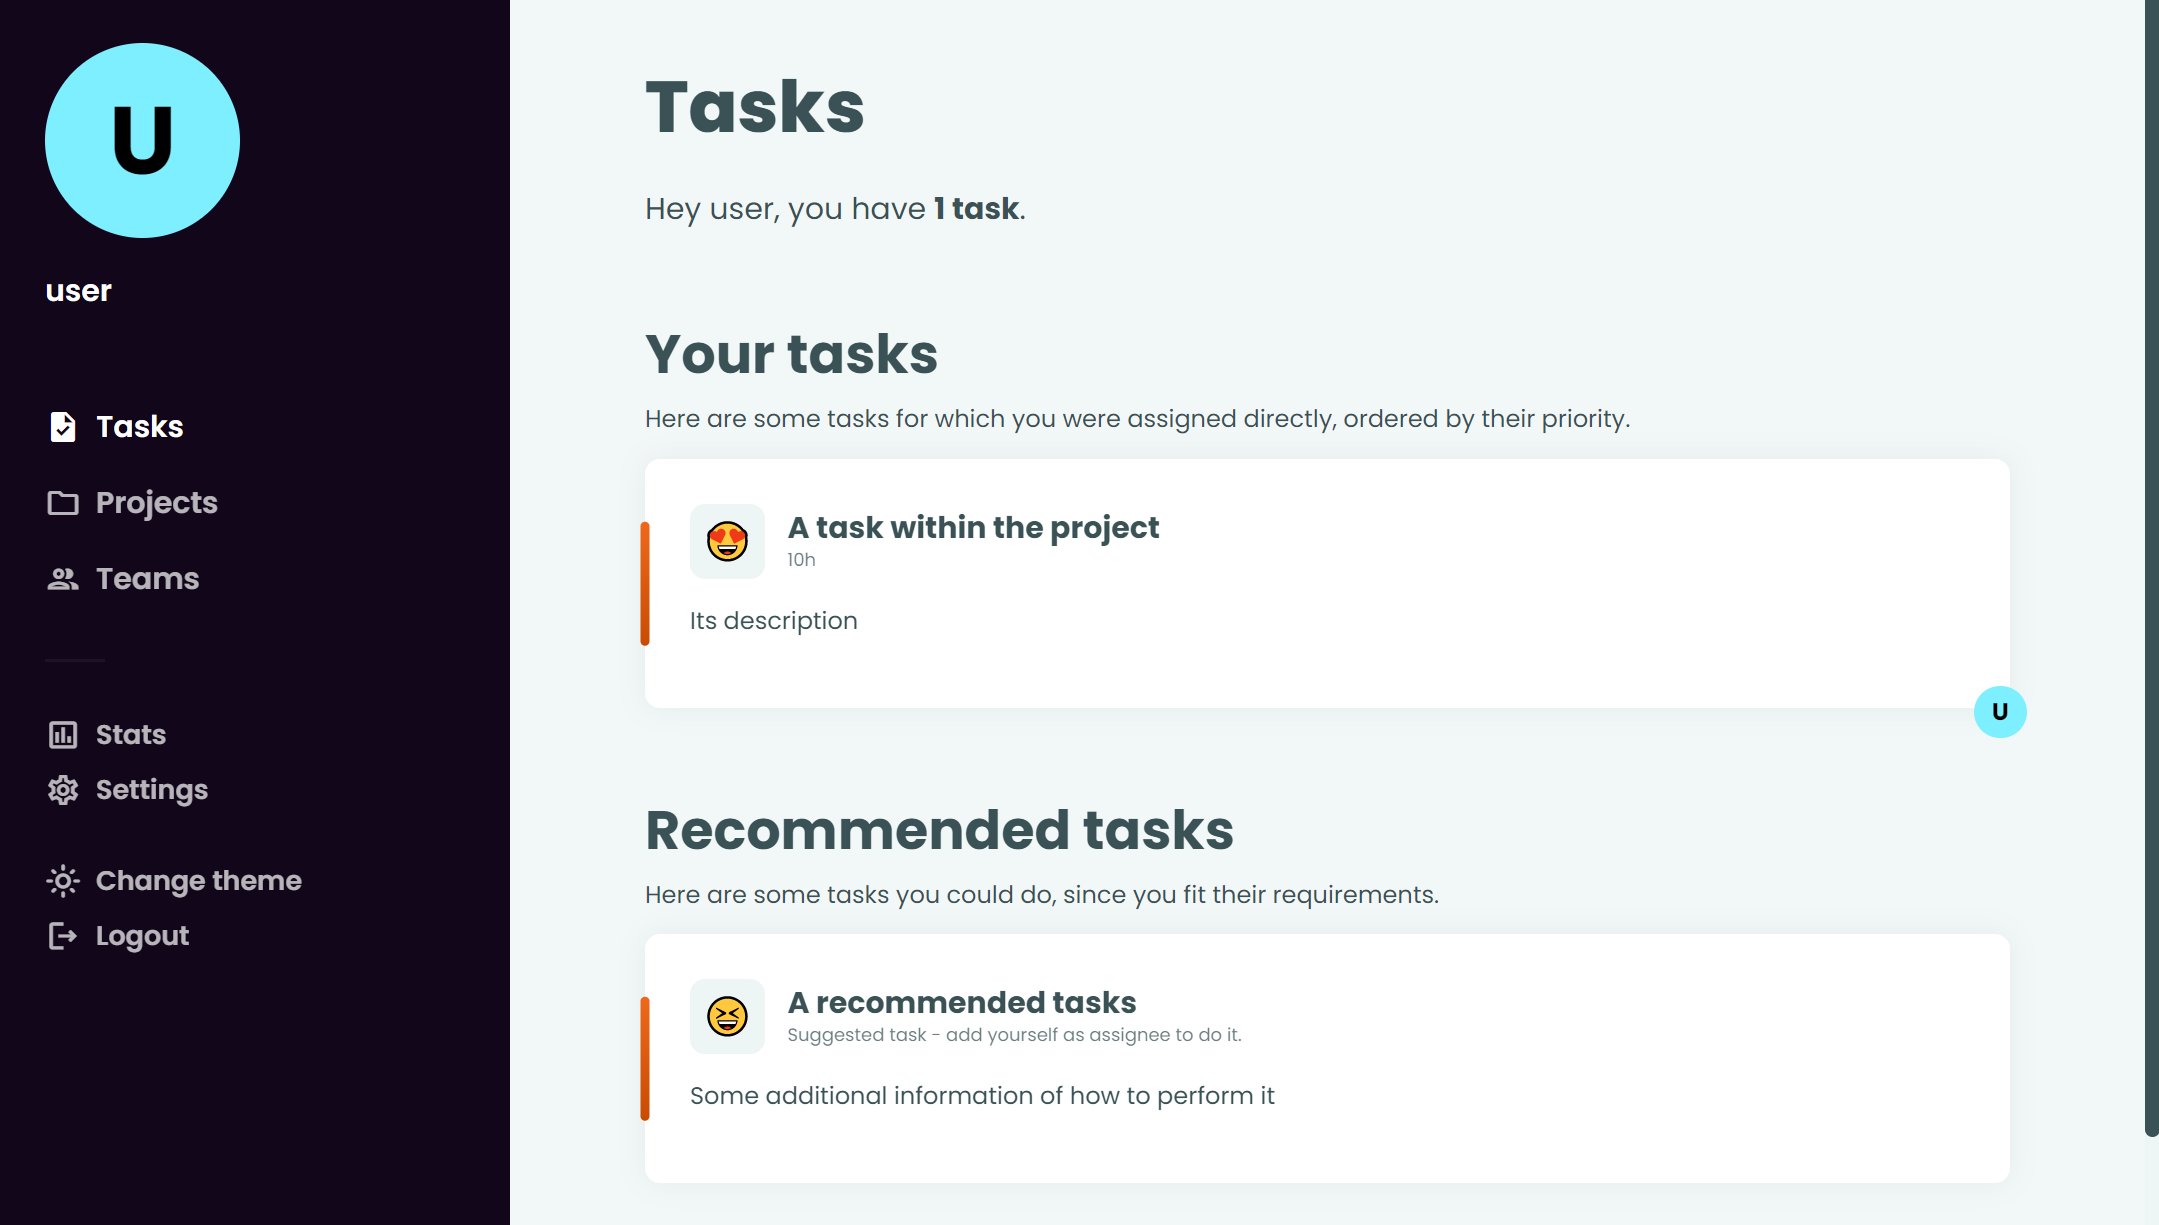 U
user
Tasks
Projects
Teams
Stats
Settings
Change theme
Logout
Tasks
Hey user, you have 1 task.
Your tasks
Here are some tasks for which you were assigned directly, ordered by their priority.
A task within the project
10h
Its description
U
Recommended tasks
Here are some tasks you could do, since you fit their requirements.
A recommended tasks
Suggested task - add yourself as assignee to do it.
Some additional information of how to perform it